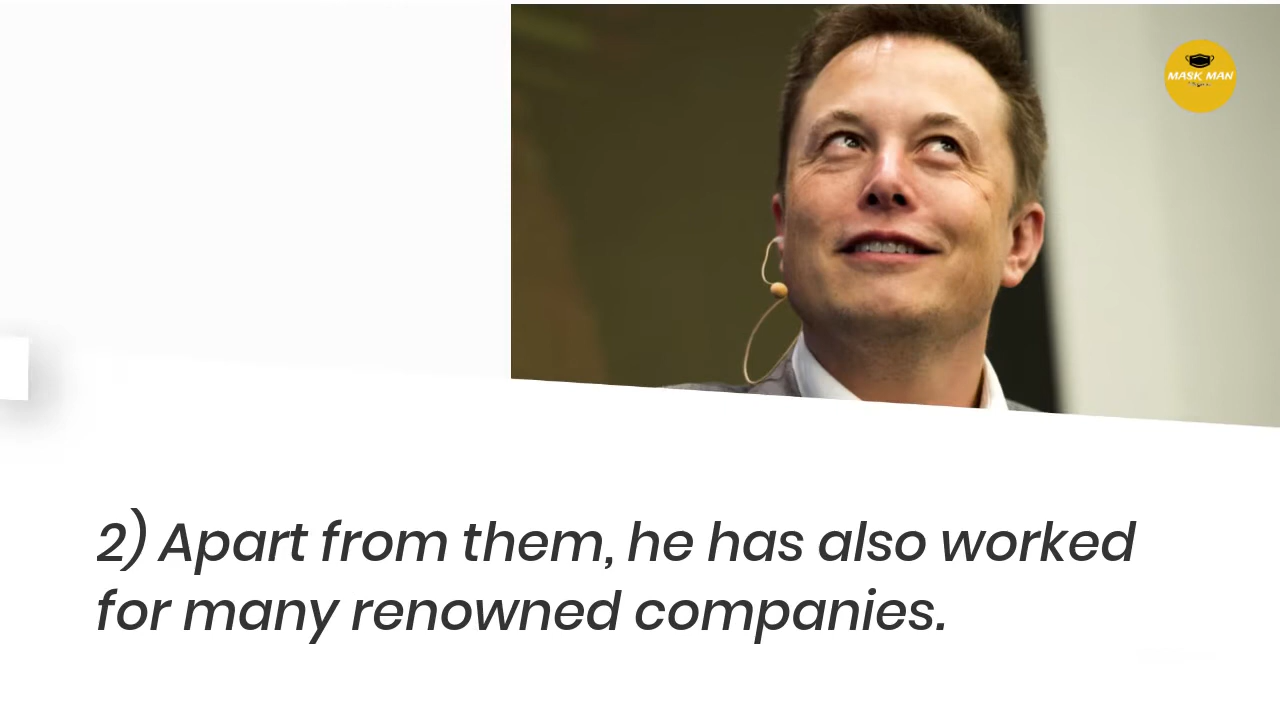 MASK MAN
2) Apart from them, he has also worked
for many renowned companies.